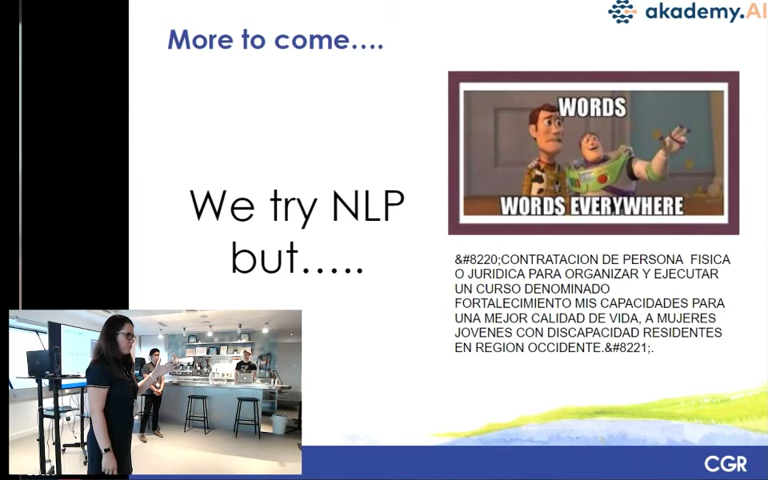 akademy.AI
More to come....
WORDS
WORDS EVERYWHERE
We try NLP
but.....
&#8220;CONTRATACION DE PERSONA  FISICA
O JURIDICA PARA ORGANIZAR Y EJECUTAR
UN CURSO DENOMINADO
FORTALECIMIENTO MIS CAPACIDADES PARA
UNA MEJOR CALIDAD DE VIDA, A MUJERES
JOVENES CON DISCAPACIDAD RESIDENTES
EN REGION OCCIDENTE.&#8221;.
CGR